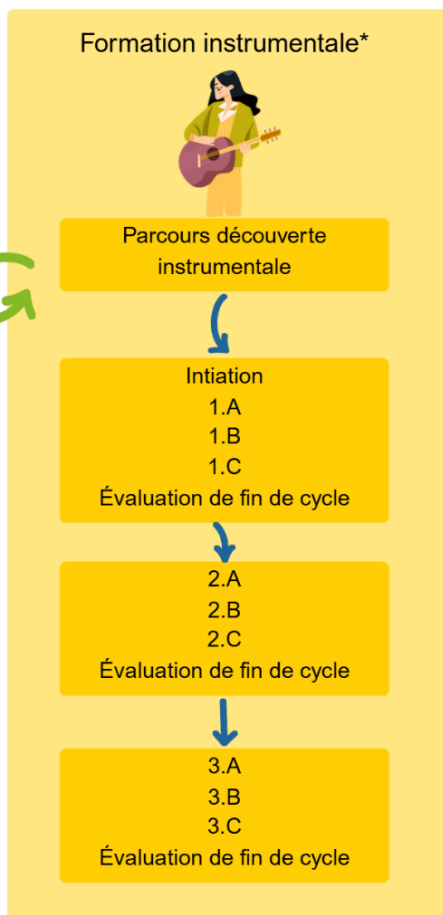 Formation instrumentale*
Parcours découverte
instrumentale
Intiation
1.A
1.B
1.C
Évaluation de fin de cycle
2.A
2.B
2.C
Évaluation de fin de cycle
3.A
3.B
3.C
Évaluation de fin de cycle